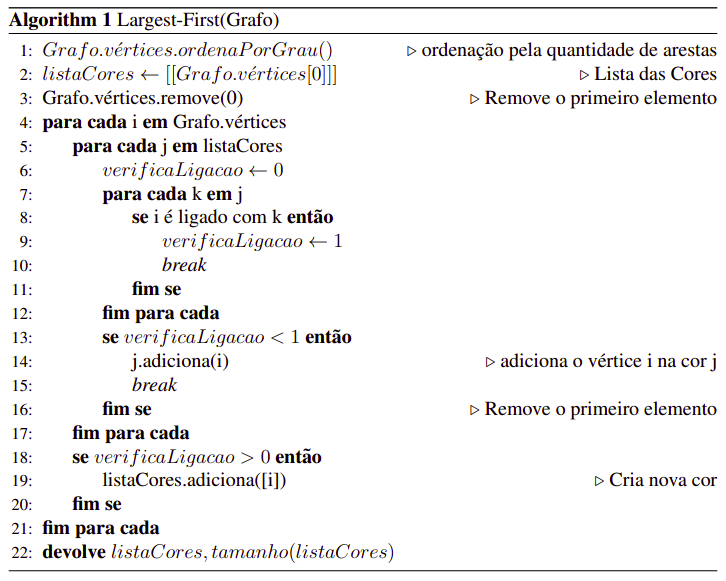 Algorithm 1 Largest-First(Grafo)
1: Grafo.vértices.ordenaPorGrau() ▷ ordenação pela quantidade de arestas
2: listaCores ← [[Grafo.vértices[0]]] ▷ Lista das Cores
3: Grafo.vértices.remove(0) ▷ Remove o primeiro elemento
4: para cada i em Grafo.vértices
5: para cada j em listaCores
6: verificaLigacao ← 0
7: para cada k em j
8: se i é ligado com k então
9: verificaLigacao ← 1
10: break
11: fim se
12: fim para cada
13: se verificaLigacao < 1 então
14: j.adiciona(i) ▷ adiciona o vértice i na cor j
15: break
16: fim se ▷ Remove o primeiro elemento
17: fim para cada
18: se verificaLigacao > 0 então
19: listaCores.adiciona([i]) ▷ Cria nova cor
20: fim se
21: fim para cada
22: devolve listaCores, tamanho(listaCores)